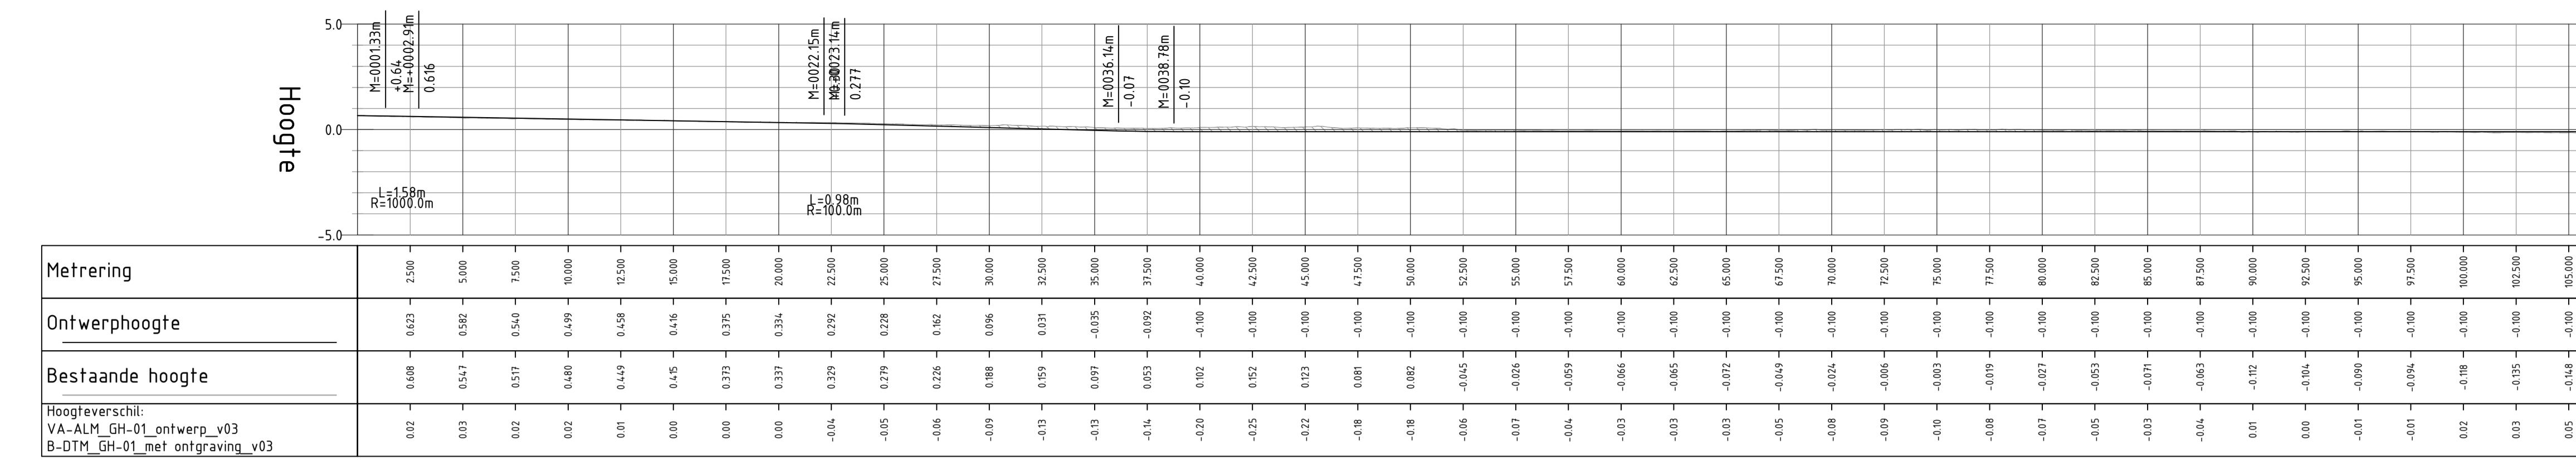 Hoogte
5.0
0.0
-5.0
M=0001.33m
+0.64
M=+0002.91m
0.616
M=0022.15m
M=0023.14m
0.277
M=0036.14m
-0.07
M=0038.78m
-0.10
L=1.58m
R=1000.0m
L=0.98m
R=100.0m
Metrering
2.500 5.000 7.500 10.000 12.500 15.000 17.500 20.000 22.500 25.000 27.500 30.000 32.500 35.000 37.500 40.000 42.500 45.000 47.500 50.000 52.500 55.000 57.500 60.000 62.500 65.000 67.500 70.000 72.500 75.000 77.500 80.000 82.500 85.000 87.500 90.000 92.500 95.000 97.500 100.000 102.500 105.000
Ontwerphoogte
0.623 0.582 0.540 0.499 0.458 0.416 0.375 0.334 0.292 0.228 0.162 0.096 0.031 -0.035 -0.092 -0.100 -0.100 -0.100 -0.100 -0.100 -0.100 -0.100 -0.100 -0.100 -0.100 -0.100 -0.100 -0.100 -0.100 -0.100 -0.100 -0.100 -0.100 -0.100 -0.100 -0.100 -0.100 -0.100 -0.100 -0.100 -0.100 -0.100
Bestaande hoogte
0.608 0.547 0.517 0.480 0.449 0.415 0.373 0.337 0.329 0.279 0.226 0.188 0.159 0.097 0.053 0.102 0.152 0.123 0.081 0.082 -0.045 -0.026 -0.059 -0.066 -0.065 -0.072 -0.049 -0.024 -0.006 -0.003 -0.019 -0.027 -0.053 -0.071 -0.063 -0.112 -0.104 -0.090 -0.094 -0.118 -0.135 -0.148
Hoogteverschil:
VA-ALM_GH-01_ontwerp_v03
B-DTM_GH-01_met ontgraving_v03
0.02 0.03 0.02 0.02 0.01 0.00 0.00 0.00 -0.04 -0.05 -0.06 -0.09 -0.13 -0.13 -0.14 -0.20 -0.25 -0.22 -0.18 -0.18 -0.06 -0.07 -0.04 -0.03 -0.03 -0.03 -0.05 -0.08 -0.09 -0.10 -0.08 -0.07 -0.05 -0.03 -0.04 0.01 0.00 -0.01 -0.01 0.02 0.03 0.05